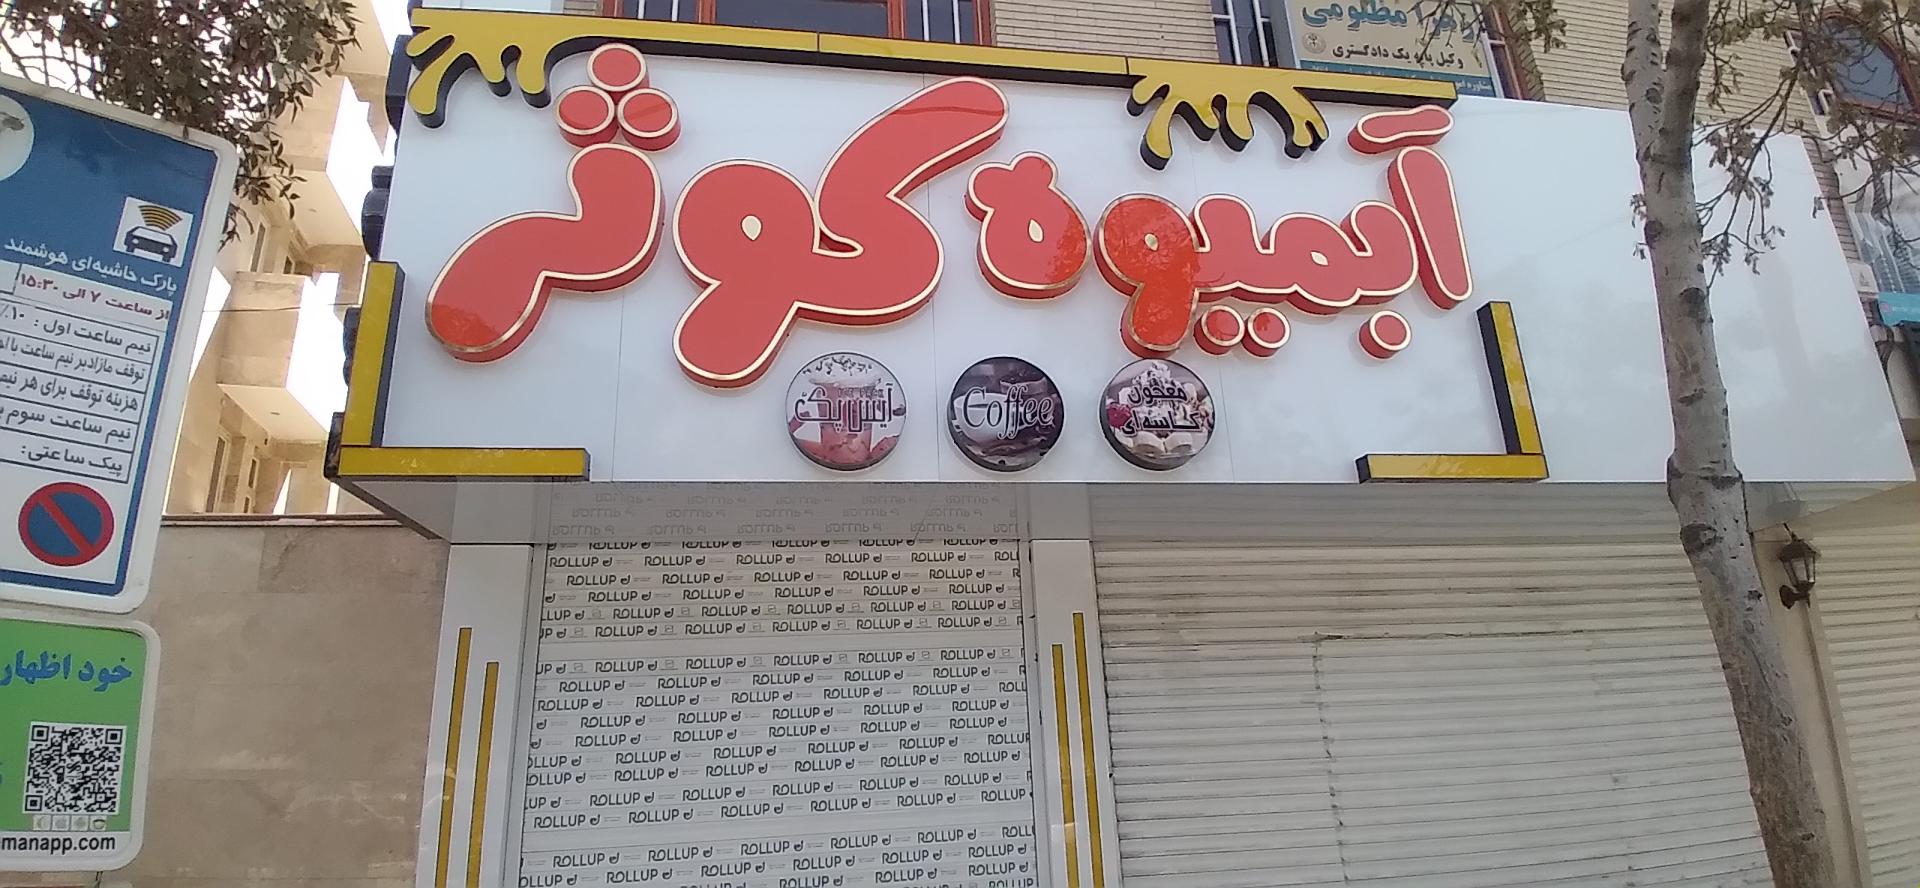 آبمیوه کوثر
معجون
کاسه‌ای
Coffee
آیس پک
مظلومی
وکیل پایه یک دادگستری
پارک حاشیه‌ای هوشمند
از ساعت ۷ الی ۱۵:۳۰
نیم ساعت اول : ۱۰٪
توقف مازاد بر نیم ساعت
هزینه توقف برای هر نیم
نیم ساعت سوم
پیک ساعتی:
خود اظهار
manapp.com
ROLLUP